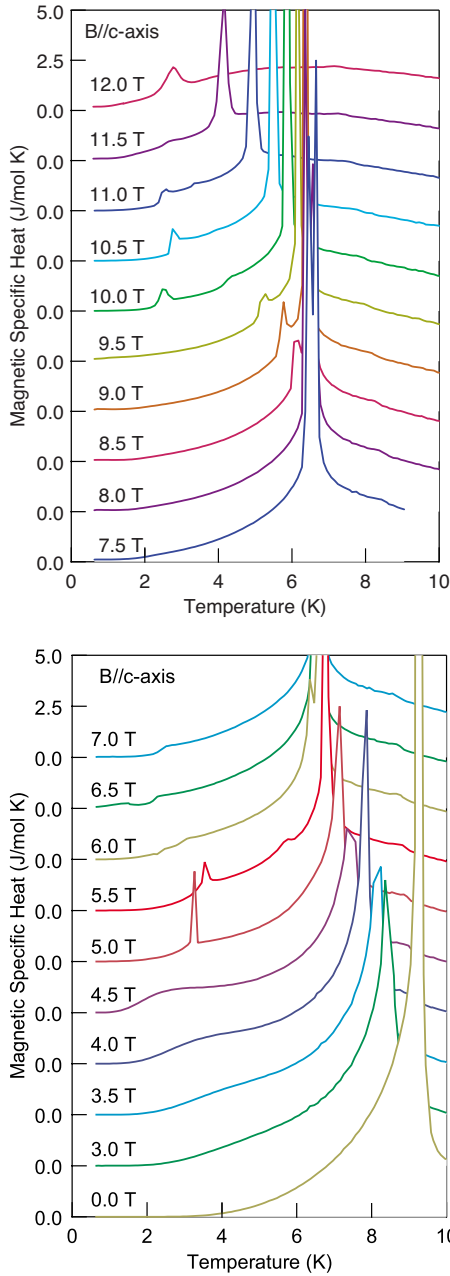 5.0
B//c-axis
2.5
12.0 T
0.0
11.5 T
0.0
11.0 T
0.0
10.5 T
0.0
10.0 T
0.0
9.5 T
0.0
9.0 T
0.0
8.5 T
0.0
8.0 T
0.0
7.5 T
0.0
Magnetic Specific Heat (J/mol K)
0 2 4 6 8 10
Temperature (K)
5.0
B//c-axis
2.5
7.0 T
0.0
6.5 T
0.0
6.0 T
0.0
5.5 T
0.0
5.0 T
0.0
4.5 T
0.0
4.0 T
0.0
3.5 T
0.0
3.0 T
0.0
0.0 T
0.0
Magnetic Specific Heat (J/mol K)
0 2 4 6 8 10
Temperature (K)